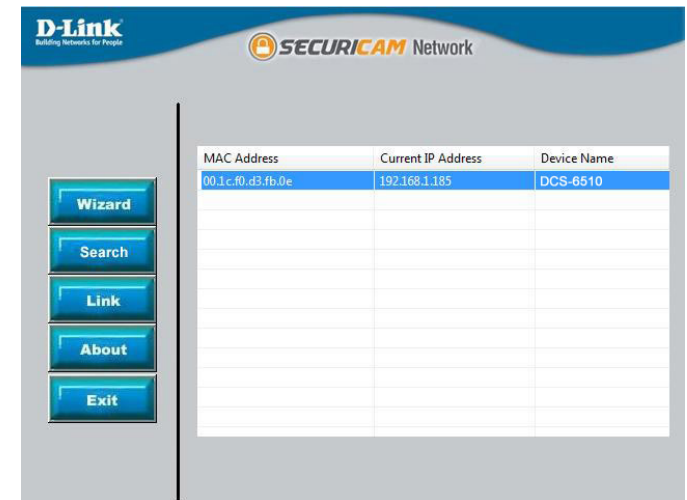 D-Link
Building Networks for People
SECURICAM Network
MAC Address Current IP Address Device Name
00.1c.f0.d3.fb.0e 192.168.1.185 DCS-6510
Wizard
Search
Link
About
Exit